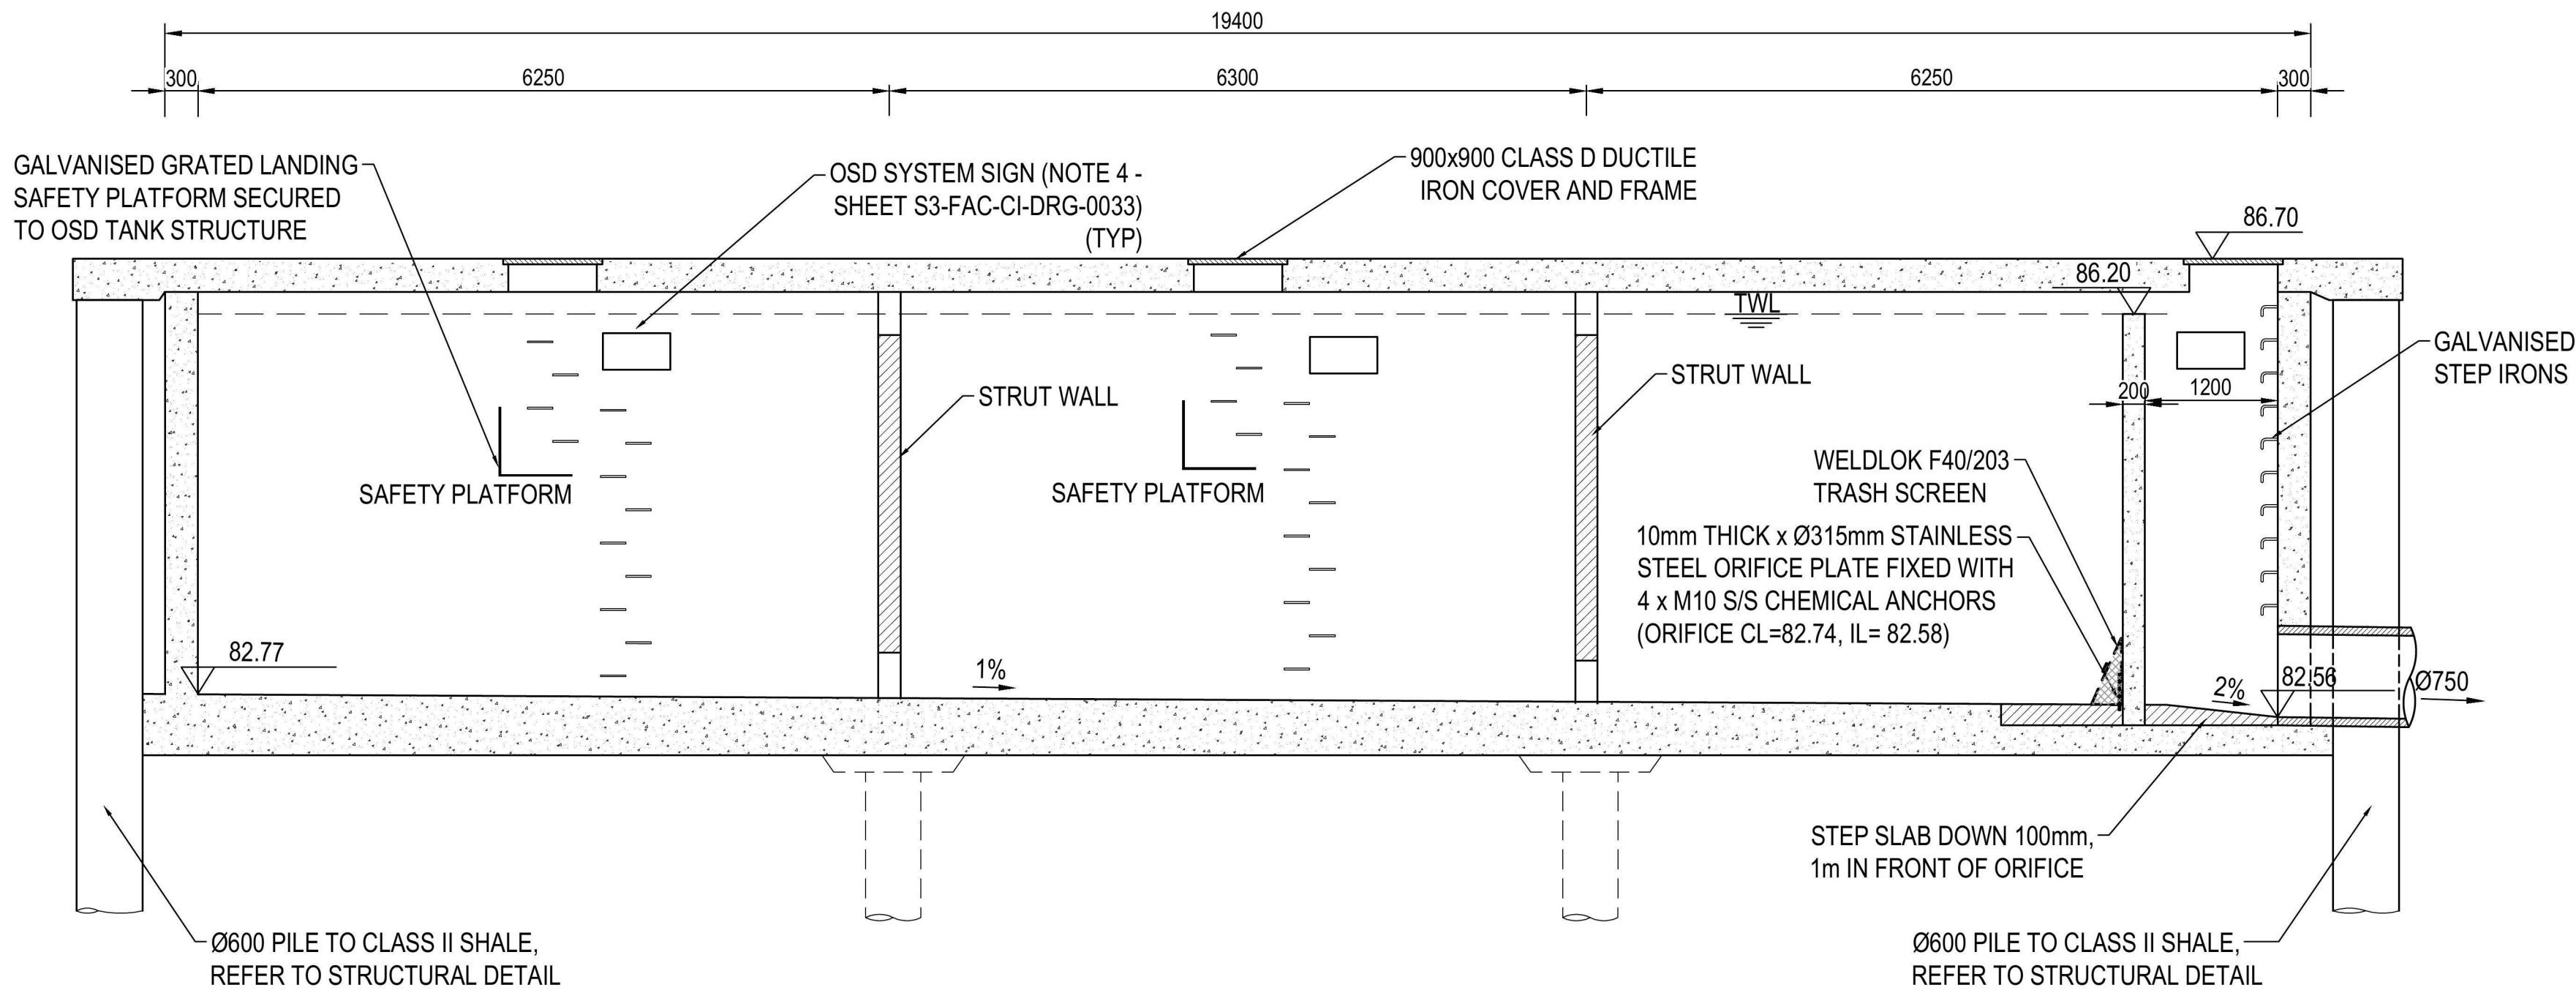 19400
300
6250
6300
6250
300
GALVANISED GRATED LANDING
SAFETY PLATFORM SECURED
TO OSD TANK STRUCTURE
OSD SYSTEM SIGN (NOTE 4 -
SHEET S3-FAC-CI-DRG-0033)
(TYP)
900x900 CLASS D DUCTILE
IRON COVER AND FRAME
86.70
86.20
TWL
GALVANISED
STEP IRONS
STRUT WALL
STRUT WALL
200
1200
SAFETY PLATFORM
SAFETY PLATFORM
WELDLOK F40/203
TRASH SCREEN
10mm THICK x Ø315mm STAINLESS
STEEL ORIFICE PLATE FIXED WITH
4 x M10 S/S CHEMICAL ANCHORS
(ORIFICE CL=82.74, IL= 82.58)
82.77
1%
2%
82.56
Ø750
STEP SLAB DOWN 100mm,
1m IN FRONT OF ORIFICE
Ø600 PILE TO CLASS II SHALE,
REFER TO STRUCTURAL DETAIL
Ø600 PILE TO CLASS II SHALE,
REFER TO STRUCTURAL DETAIL